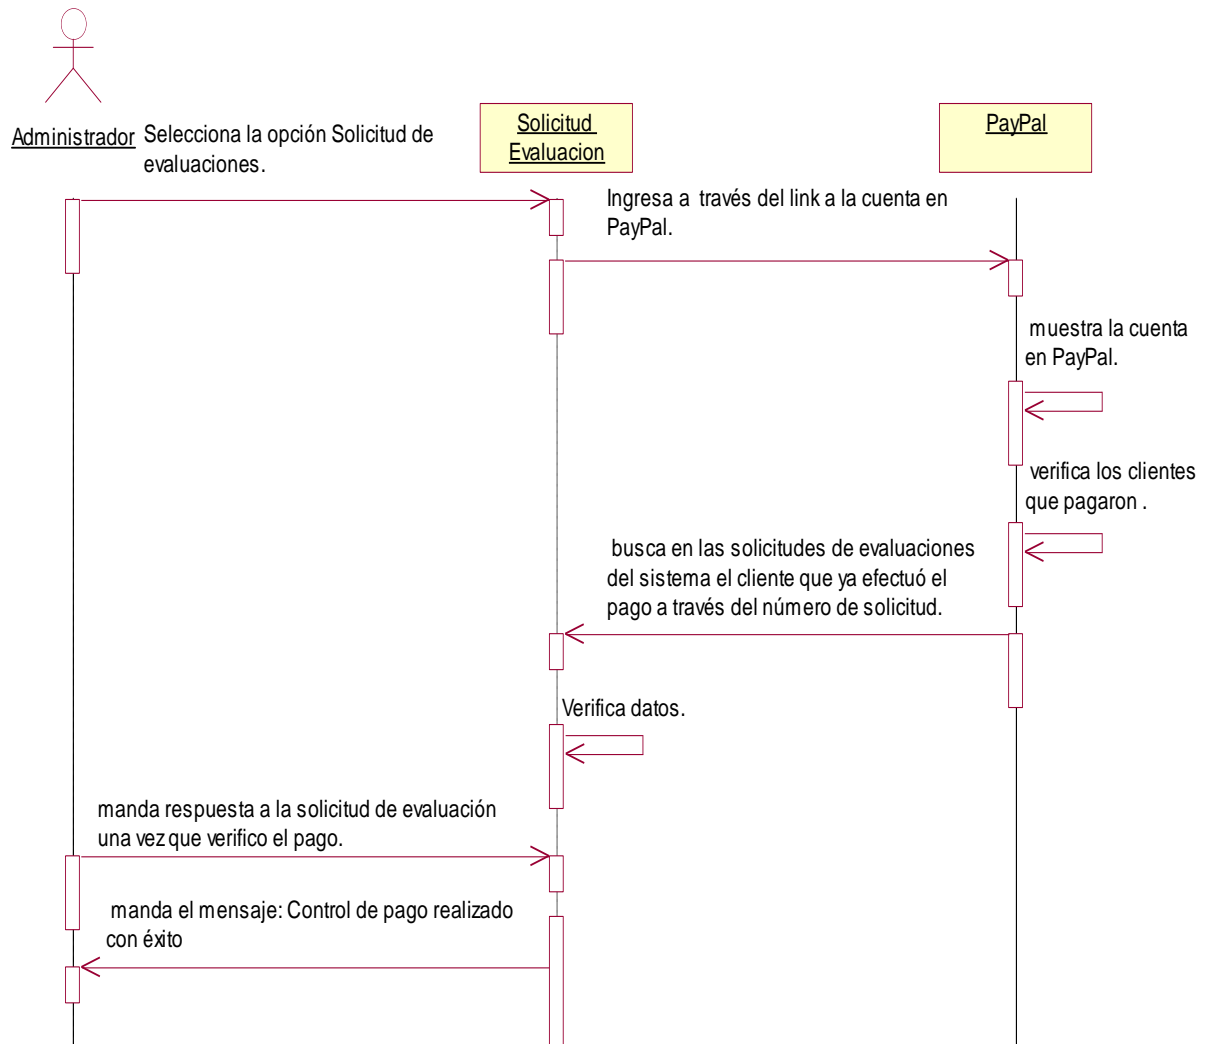 Administrador
Selecciona la opción Solicitud de
evaluaciones.
Solicitud
Evaluacion
PayPal
Ingresa a través del link a la cuenta en
PayPal.
muestra la cuenta
en PayPal.
verifica los clientes
que pagaron .
busca en las solicitudes de evaluaciones
del sistema el cliente que ya efectuó el
pago a través del número de solicitud.
Verifica datos.
manda respuesta a la solicitud de evaluación
una vez que verifico el pago.
manda el mensaje: Control de pago realizado
con éxito